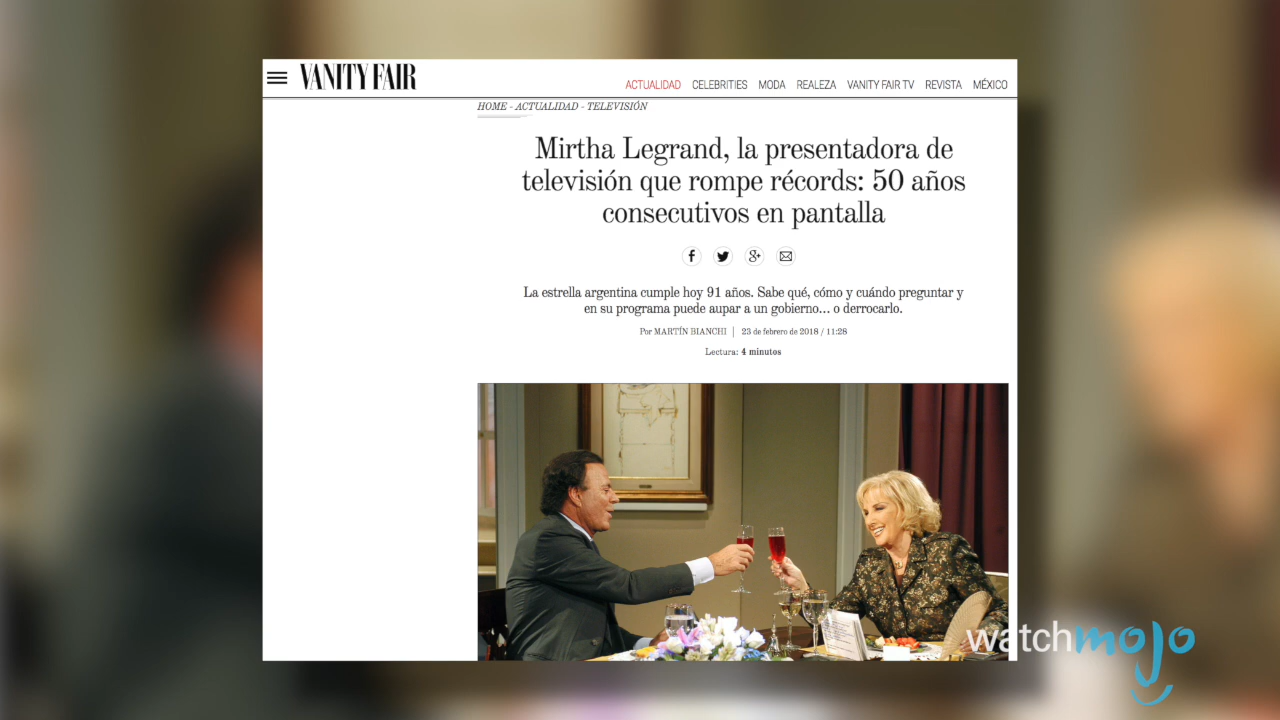 VANITY FAIR
ACTUALIDAD CELEBRITIES MODA REALEZA VANITY FAIR TV REVISTA MÉXICO
HOME - ACTUALIDAD - TELEVISIÓN
Mirtha Legrand, la presentadora de
televisión que rompe récords: 50 años
consecutivos en pantalla
La estrella argentina cumple hoy 91 años. Sabe qué, cómo y cuándo preguntar y
en su programa puede aupar a un gobierno... o derrocarlo.
Por MARTÍN BIANCHI | 23 de febrero de 2018 / 11:28
Lectura: 4 minutos
watchmojo